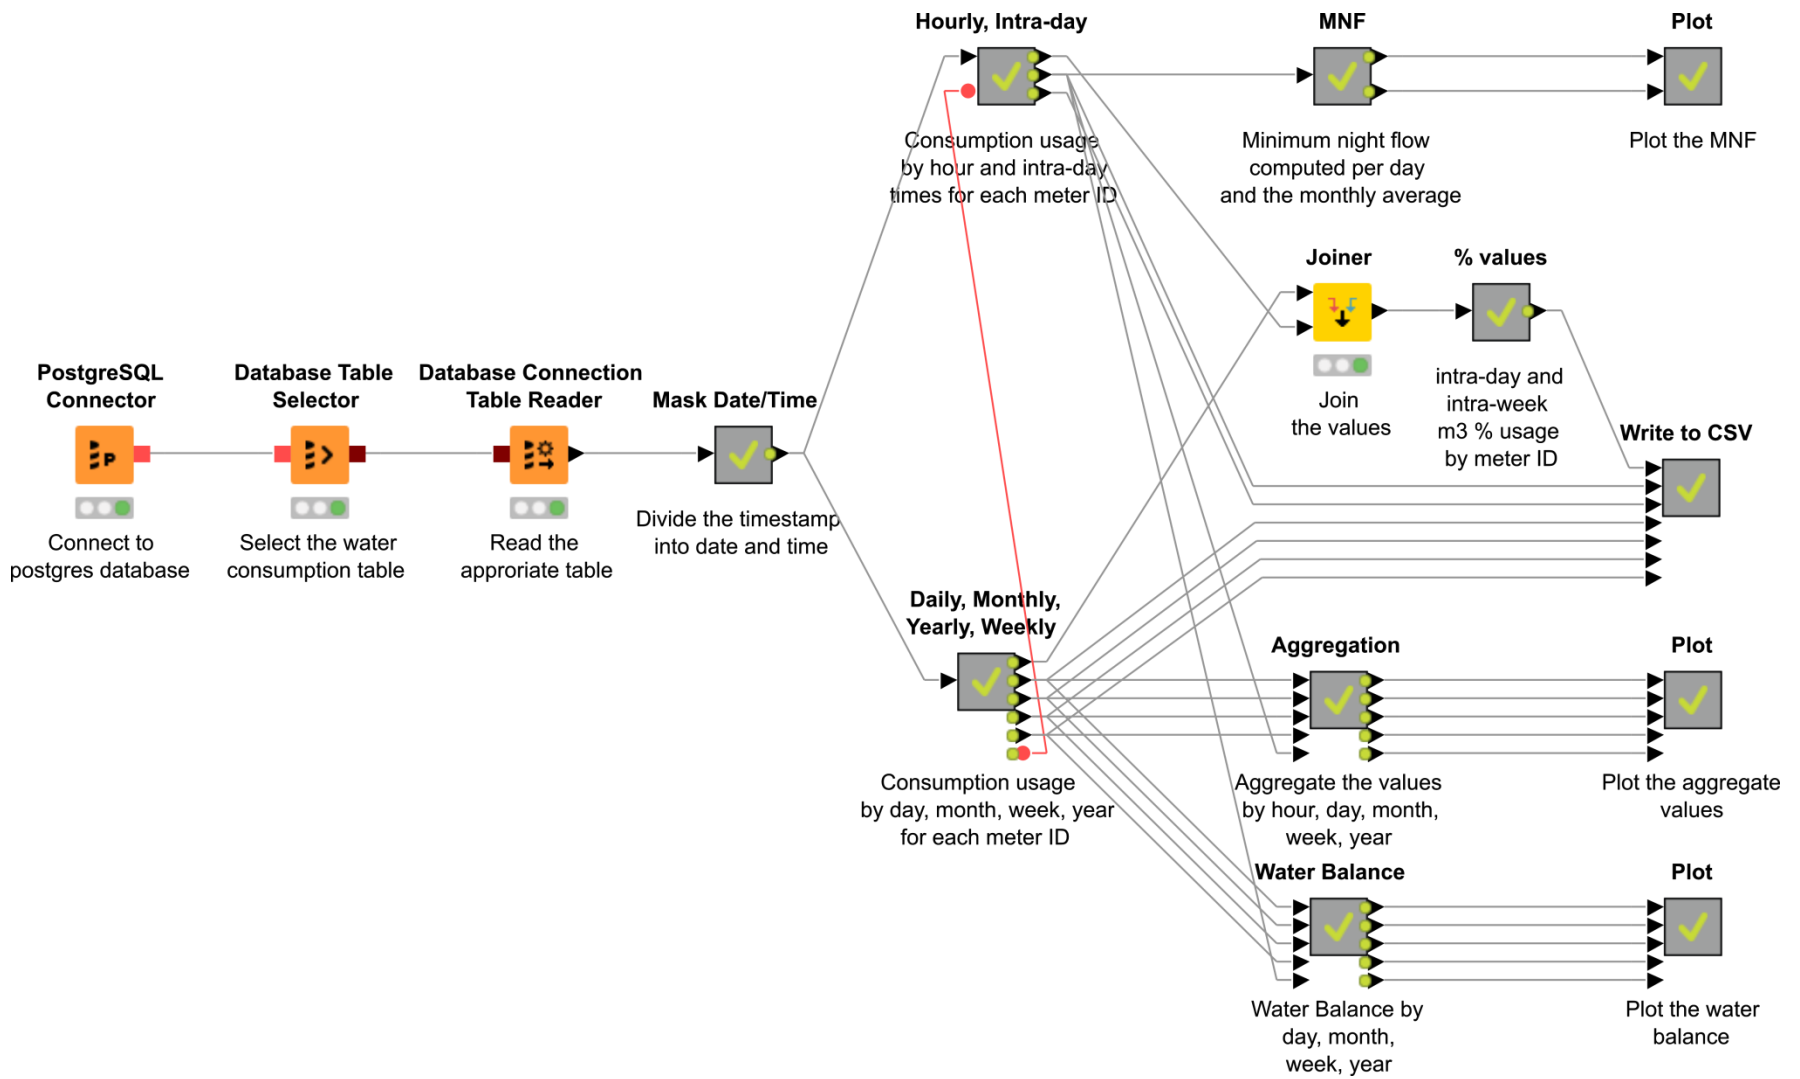 Hourly, Intra-day
Consumption usage
by hour and intra-day
times for each meter ID
MNF
Minimum night flow
computed per day
and the monthly average
Plot
Plot the MNF
Joiner
Join
the values
% values
intra-day and
intra-week
m3 % usage
by meter ID
Write to CSV
PostgreSQL
Connector
P
Connect to
postgres database
Database Table
Selector
Select the water
consumption table
Database Connection
Table Reader
Read the
approriate table
Mask Date/Time
Divide the timestamp
into date and time
Daily, Monthly,
Yearly, Weekly
Consumption usage
by day, month, week, year
for each meter ID
Aggregation
Aggregate the values
by hour, day, month,
week, year
Plot
Plot the aggregate
values
Water Balance
Water Balance by
day, month,
week, year
Plot
Plot the water
balance